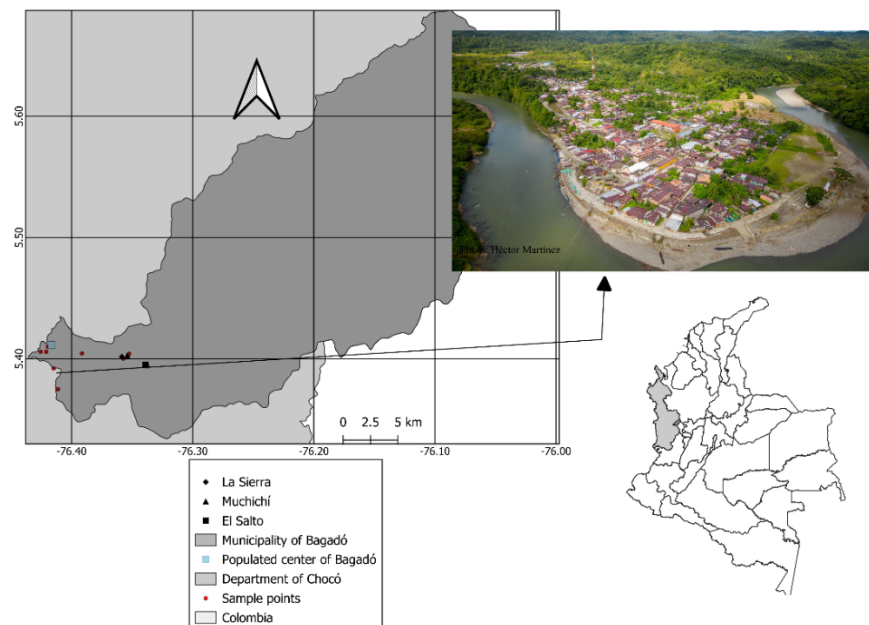 5.60
5.50
5.40
-76.40
-76.30
-76.20
-76.10
-76.00
0 2.5 5 km
Photo: Héctor Martínez
La Sierra
Muchichí
El Salto
Municipality of Bagadó
Populated center of Bagadó
Department of Chocó
Sample points
Colombia